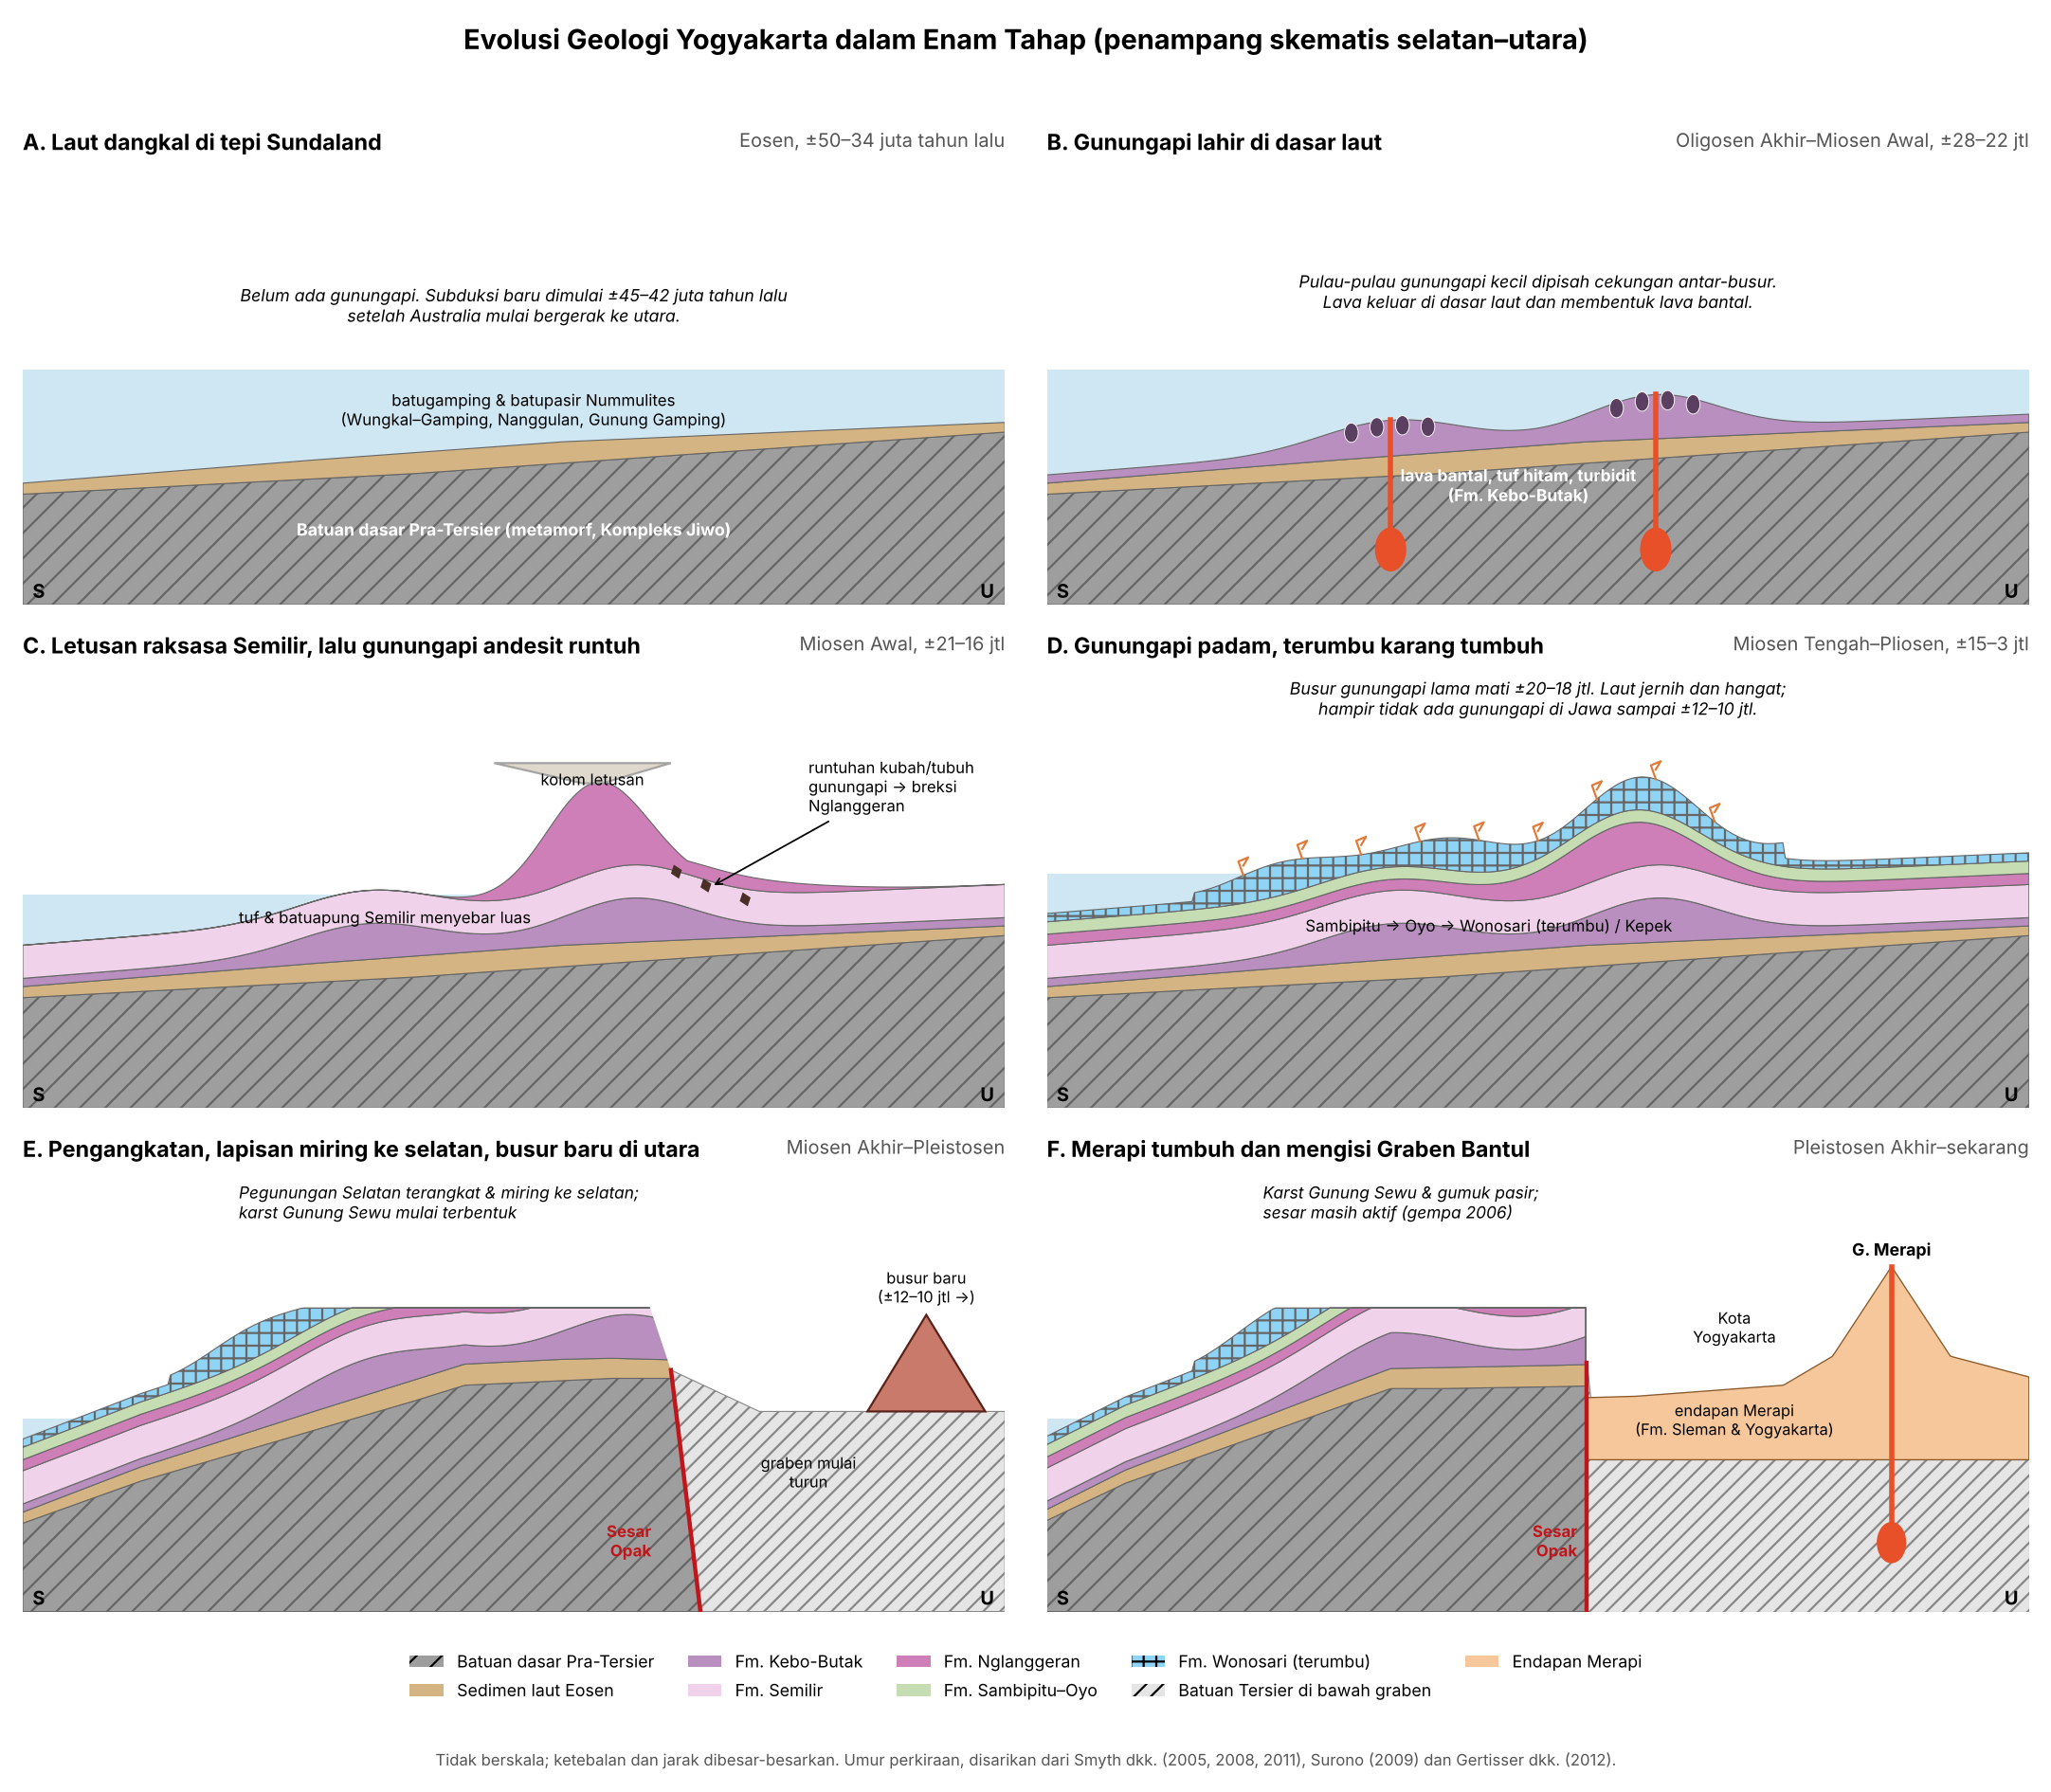 Evolusi Geologi Yogyakarta dalam Enam Tahap (penampang skematis selatan–utara)
A. Laut dangkal di tepi Sundaland
Eosen, ±50–34 juta tahun lalu
Belum ada gunungapi. Subduksi baru dimulai ±45–42 juta tahun lalu
setelah Australia mulai bergerak ke utara.
batugamping & batupasir Nummulites
(Wungkal–Gamping, Nanggulan, Gunung Gamping)
Batuan dasar Pra-Tersier (metamorf, Kompleks Jiwo)
S
U
B. Gunungapi lahir di dasar laut
Oligosen Akhir–Miosen Awal, ±28–22 jtl
Pulau-pulau gunungapi kecil dipisah cekungan antar-busur.
Lava keluar di dasar laut dan membentuk lava bantal.
lava bantal, tuf hitam, turbidit
(Fm. Kebo-Butak)
S
U
C. Letusan raksasa Semilir, lalu gunungapi andesit runtuh
Miosen Awal, ±21–16 jtl
kolom letusan
runtuhan kubah/tubuh
gunungapi → breksi
Nglanggeran
tuf & batuapung Semilir menyebar luas
S
U
D. Gunungapi padam, terumbu karang tumbuh
Miosen Tengah–Pliosen, ±15–3 jtl
Busur gunungapi lama mati ±20–18 jtl. Laut jernih dan hangat;
hampir tidak ada gunungapi di Jawa sampai ±12–10 jtl.
Sambipitu → Oyo → Wonosari (terumbu) / Kepek
S
U
E. Pengangkatan, lapisan miring ke selatan, busur baru di utara
Miosen Akhir–Pleistosen
Pegunungan Selatan terangkat & miring ke selatan;
karst Gunung Sewu mulai terbentuk
busur baru
(±12–10 jtl →)
graben mulai
turun
Sesar
Opak
S
U
F. Merapi tumbuh dan mengisi Graben Bantul
Pleistosen Akhir–sekarang
Karst Gunung Sewu & gumuk pasir;
sesar masih aktif (gempa 2006)
G. Merapi
Kota
Yogyakarta
endapan Merapi
(Fm. Sleman & Yogyakarta)
Sesar
Opak
S
U
Batuan dasar Pra-Tersier
Sedimen laut Eosen
Fm. Kebo-Butak
Fm. Semilir
Fm. Nglanggeran
Fm. Sambipitu–Oyo
Fm. Wonosari (terumbu)
Batuan Tersier di bawah graben
Endapan Merapi
Tidak berskala; ketebalan dan jarak dibesar-besarkan. Umur perkiraan, disarikan dari Smyth dkk. (2005, 2008, 2011), Surono (2009) dan Gertisser dkk. (2012).